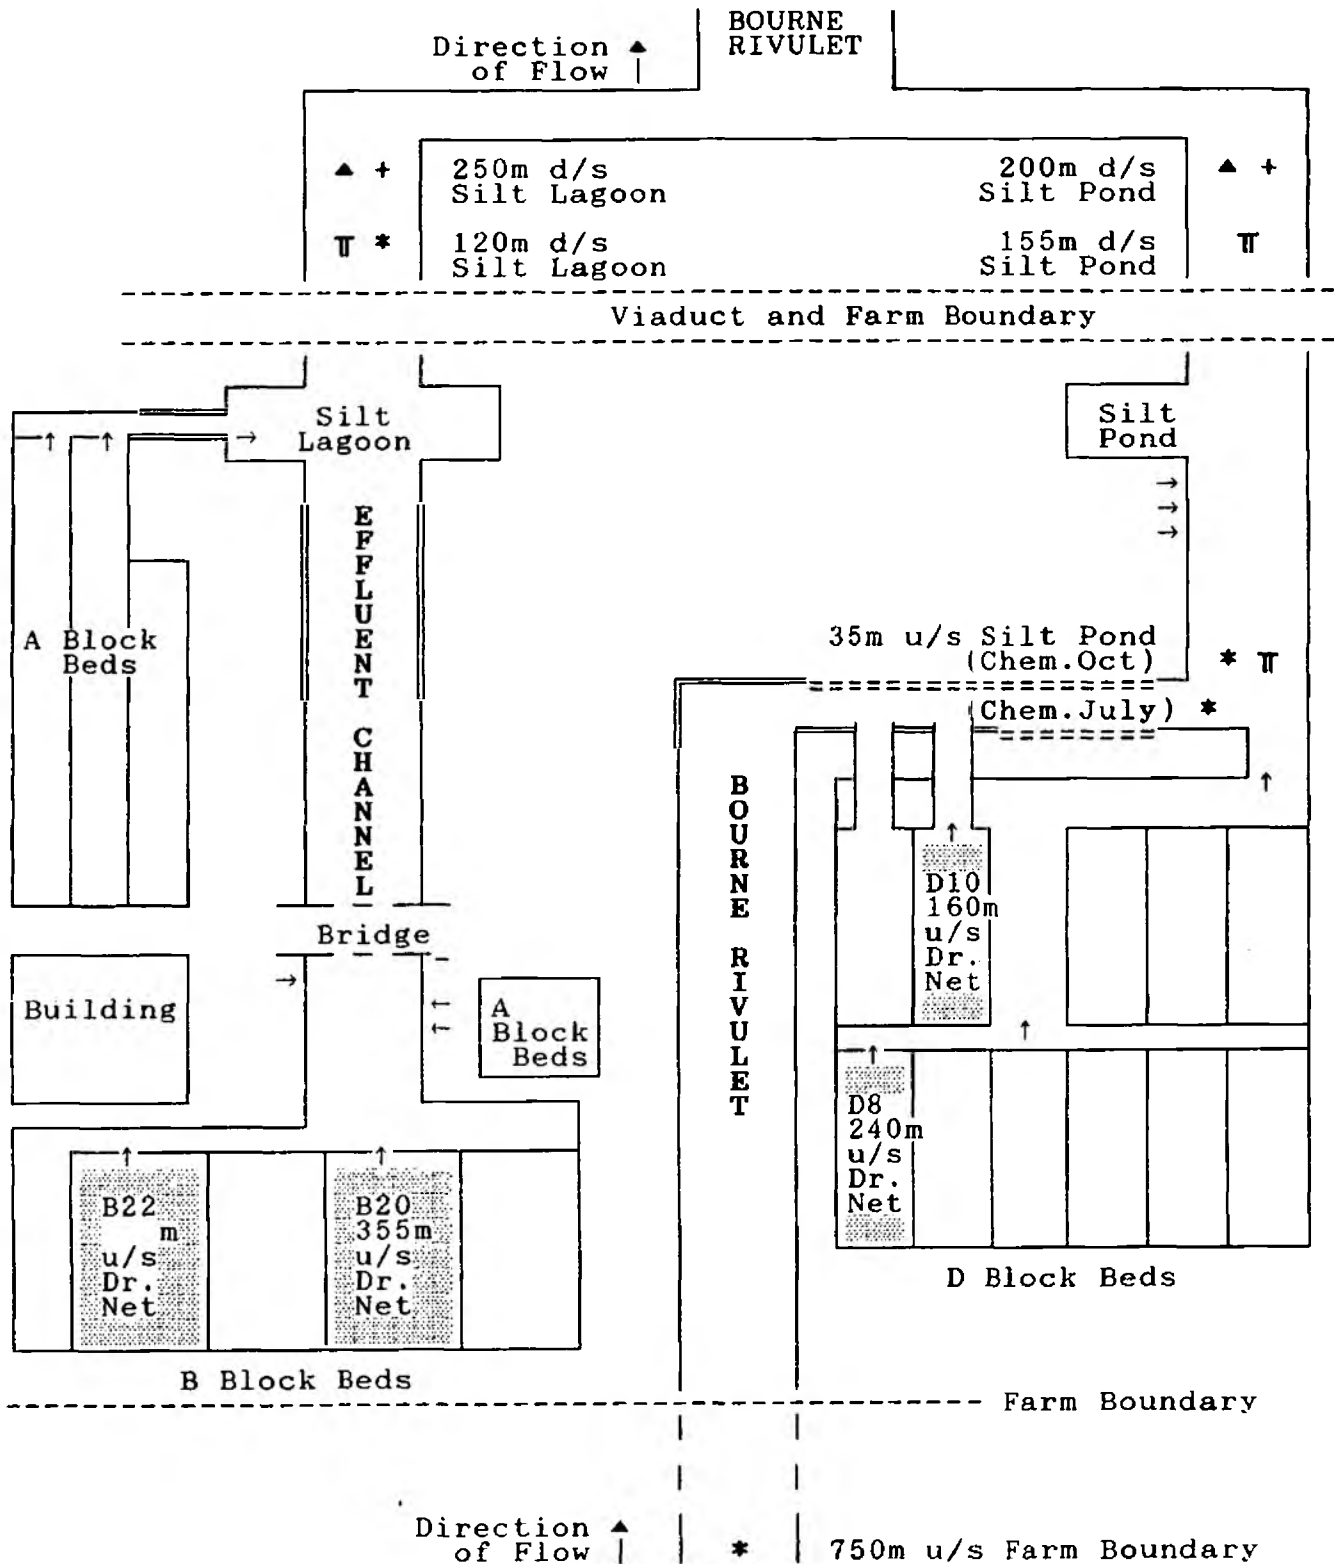 BOURNE
RIVULET
Direction ▲
of Flow |
▲ +
250m d/s
Silt Lagoon
200m d/s
Silt Pond
▲ +
TT *
120m d/s
Silt Lagoon
155m d/s
Silt Pond
TT
Viaduct and Farm Boundary
Silt
Lagoon
Silt
Pond
EFFLUENT CHANNEL
A Block
Beds
35m u/s Silt Pond
(Chem.Oct)
* TT
(Chem.July) *
BOURNE RIVULET
D10
160m
u/s
Dr.
Net
Bridge
Building
A
Block
Beds
D8
240m
u/s
Dr.
Net
B22
m
u/s
Dr.
Net
B20
355m
u/s
Dr.
Net
D Block Beds
B Block Beds
Farm Boundary
Direction ▲
of Flow |
* 750m u/s Farm Boundary